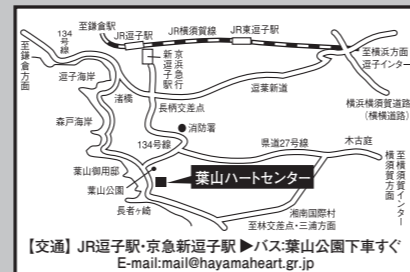 至鎌倉駅
134
号
線
至鎌倉方面
JR逗子駅
JR横須賀線
JR東逗子駅
至横浜方面
逗子インター
京浜急行
新逗子駅
逗子海岸
渚橋
長柄交差点
逗葉新道
横浜横須賀道路
(横横道路)
森戸海岸
消防署
134号線
県道27号線
木古庭
至横須賀インター
横須賀方面
葉山御用邸
葉山公園
葉山ハートセンター
長者ヶ崎
湘南国際村
至林交差点・三浦方面
【交通】 JR逗子駅・京急新逗子駅 ▶バス:葉山公園下車すぐ
E-mail:mail@hayamaheart.gr.jp